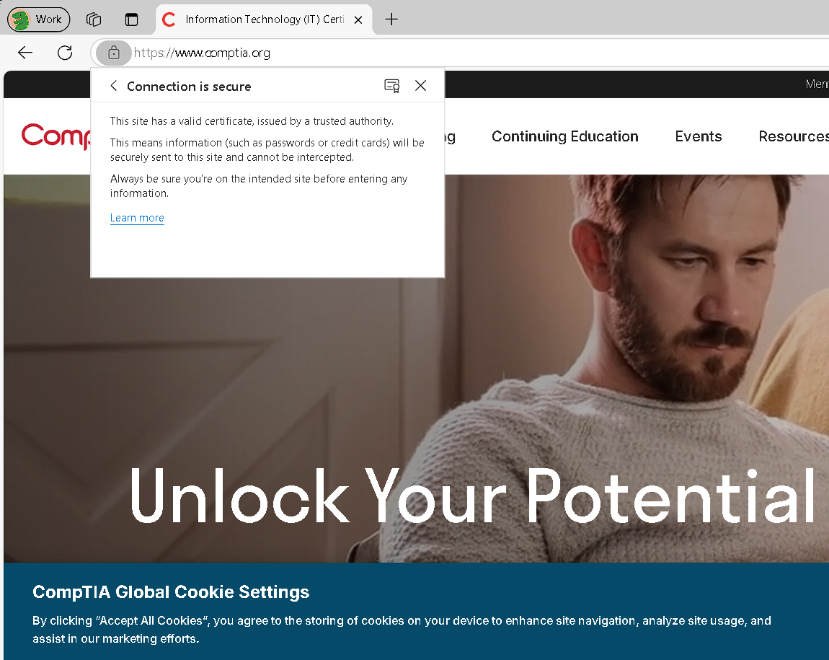 Work
Information Technology (IT) Certi
https://www.comptia.org
Connection is secure
This site has a valid certificate, issued by a trusted authority.
This means information (such as passwords or credit cards) will be
securely sent to this site and cannot be intercepted.
Always be sure you're on the intended site before entering any
information.
Learn more
Mem
Comp
ng
Continuing Education
Events
Resources
Unlock Your Potential
CompTIA Global Cookie Settings
By clicking “Accept All Cookies”, you agree to the storing of cookies on your device to enhance site navigation, analyze site usage, and
assist in our marketing efforts.